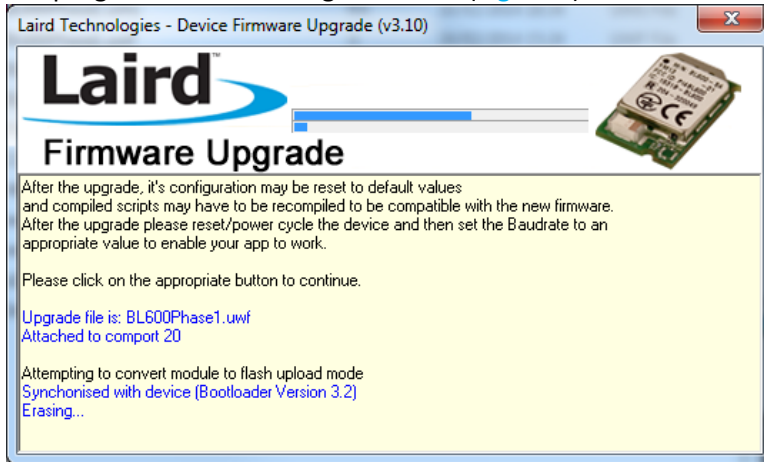 Laird Technologies - Device Firmware Upgrade (v3.10)
Laird
Firmware Upgrade
After the upgrade, it's configuration may be reset to default values
and compiled scripts may have to be recompiled to be compatible with the new firmware.
After the upgrade please reset/power cycle the device and then set the Baudrate to an
appropriate value to enable your app to work.
Please click on the appropriate button to continue.
Upgrade file is: BL600Phase1.uwf
Attached to comport 20
Attempting to convert module to flash upload mode
Synchonised with device (Bootloader Version 3.2)
Erasing...